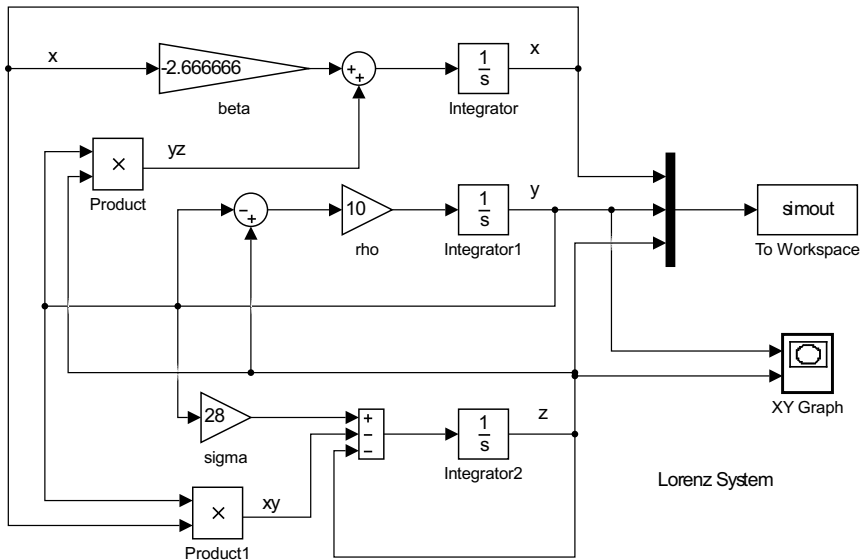 x
-2.666666
beta
+
+
1
s
x
Integrator
×
yz
Product
−
+
10
rho
1
s
y
Integrator1
simout
To Workspace
XY Graph
28
sigma
+
−
−
1
s
z
Integrator2
×
xy
Product1
Lorenz System